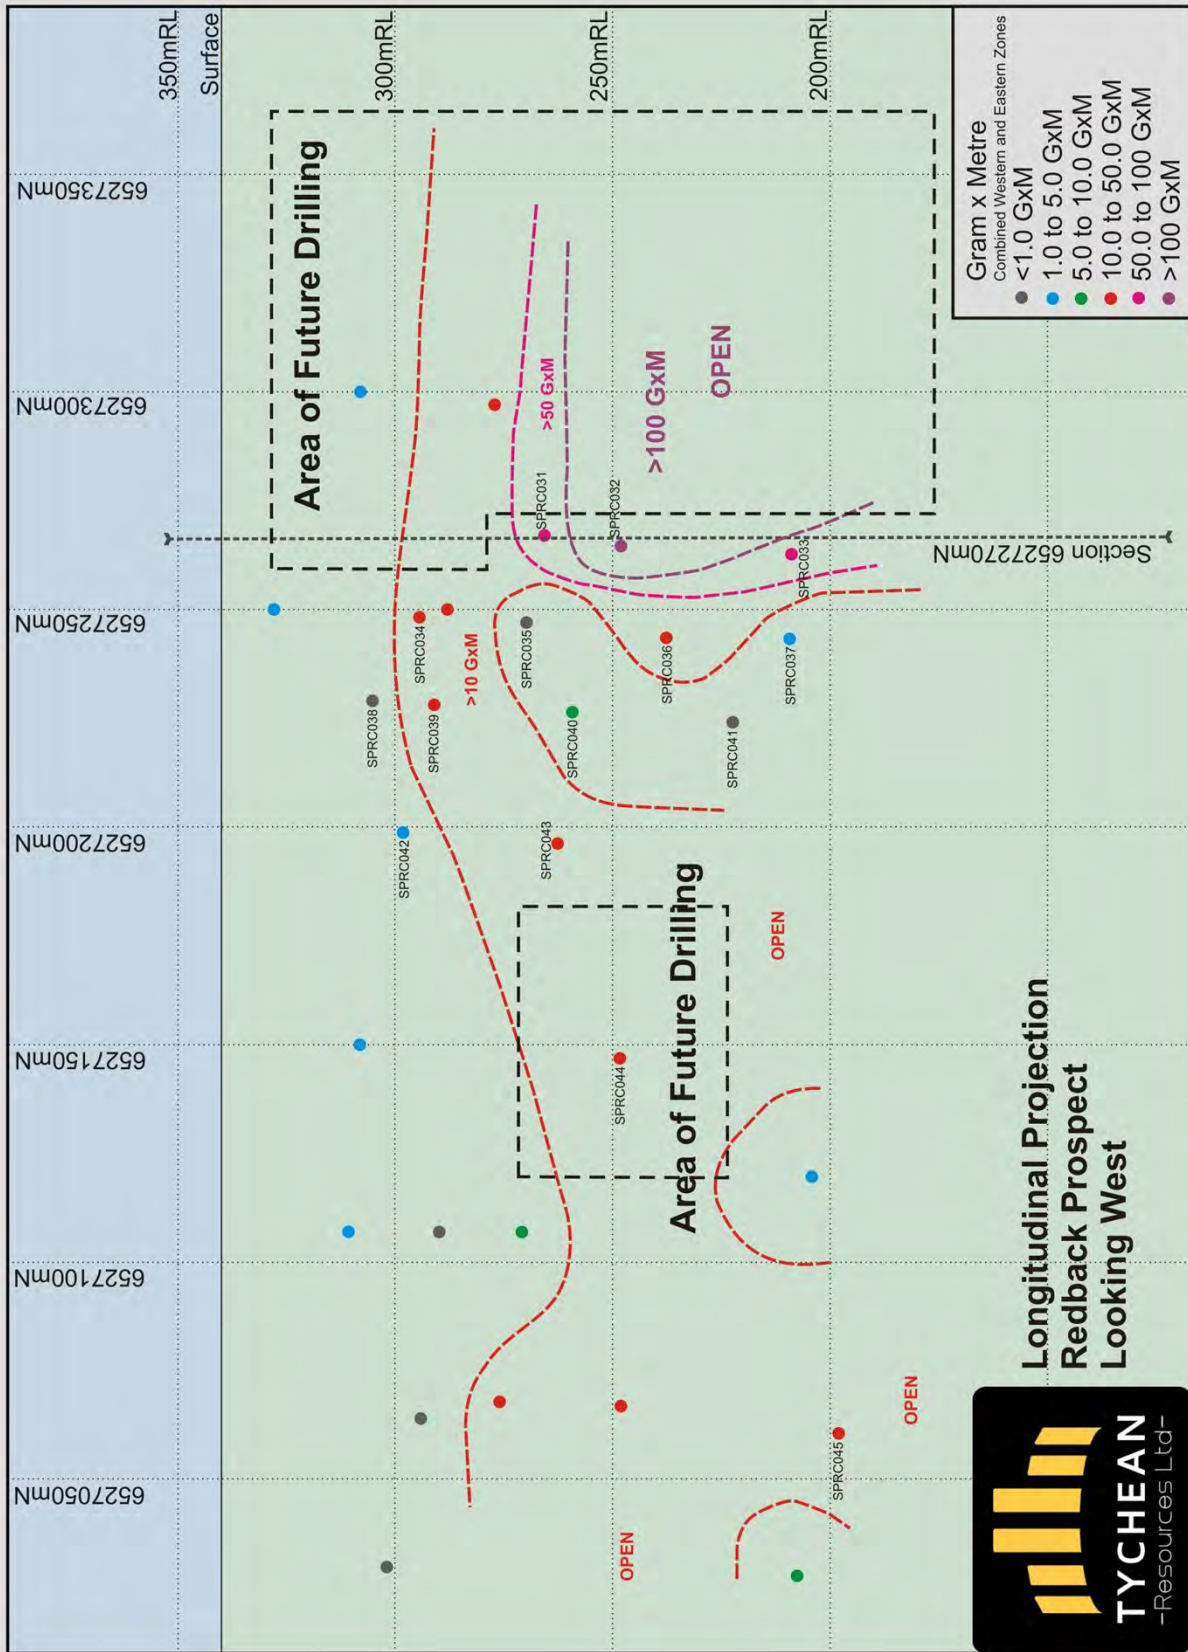 350mRL
Surface
300mRL
250mRL
200mRL
6527350mN
6527300mN
6527250mN
6527200mN
6527150mN
6527100mN
6527050mN
Area of Future Drilling
>50 GxM
>100 GxM
OPEN
SPRC031
SPRC032
SPRC033
Section 6527270mN
SPRC034
>10 GxM
SPRC035
SPRC036
SPRC037
SPRC038
SPRC039
SPRC040
SPRC041
SPRC042
SPRC043
Area of Future Drilling
OPEN
SPRC044
SPRC045
OPEN
OPEN
Gram x Metre
Combined Western and Eastern Zones
<1.0 GxM
1.0 to 5.0 GxM
5.0 to 10.0 GxM
10.0 to 50.0 GxM
50.0 to 100 GxM
>100 GxM
Longitudinal Projection
Redback Prospect
Looking West
TYCHEAN
-Resources Ltd-